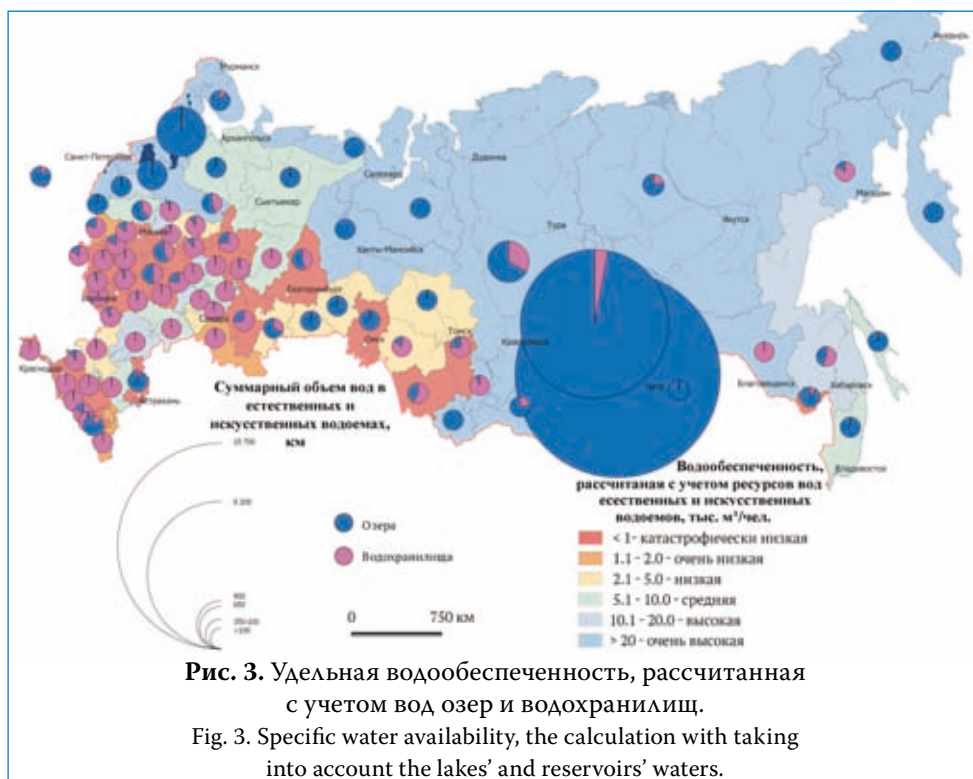 Мурманск
Анадырь
Архангельск
Санкт-Петербург
Салехард
Дудинка
Магадан
Сыктывкар
Тура
Якутск
Москва
Ханты-Мансийск
Екатеринбург
Самара
Омск
Томск
Красноярск
Краснодар
Астрахань
Чита
Благовещенск
Хабаровск
Владивосток
Суммарный объем вод в
естественных и
искусственных водоемах,
км
Озера
Водохранилища
0 750 км
Водообеспеченность,
рассчитаная с учетом ресурсов вод
есественных и искусственных
водоемов, тыс. м³/чел.
< 1- катастрофически низкая
1.1 - 2.0 - очень низкая
2.1 - 5.0 - низкая
5.1 - 10.0 - средняя
10.1 - 20.0 - высокая
> 20 - очень высокая
Рис. 3. Удельная водообеспеченность, рассчитанная
с учетом вод озер и водохранилищ.
Fig. 3. Specific water availability, the calculation with taking
into account the lakes’ and reservoirs’ waters.